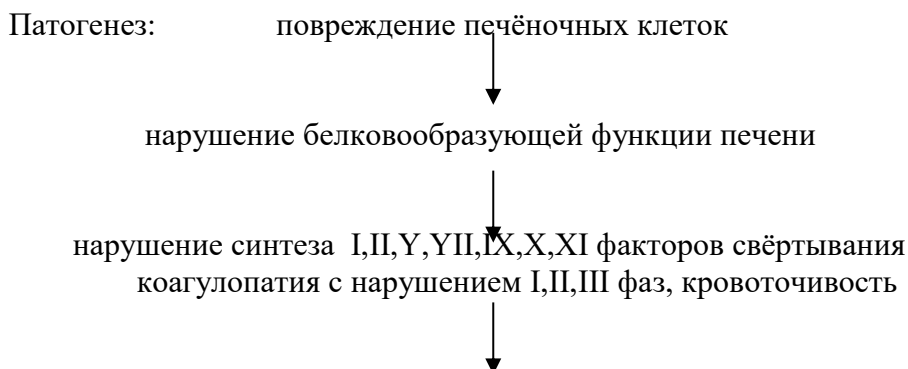 Патогенез: повреждение печёночных клеток
нарушение белковообразующей функции печени
нарушение синтеза I,II,Y,YII,IX,X,XI факторов свёртывания
коагулопатия с нарушением I,II,III фаз, кровоточивость